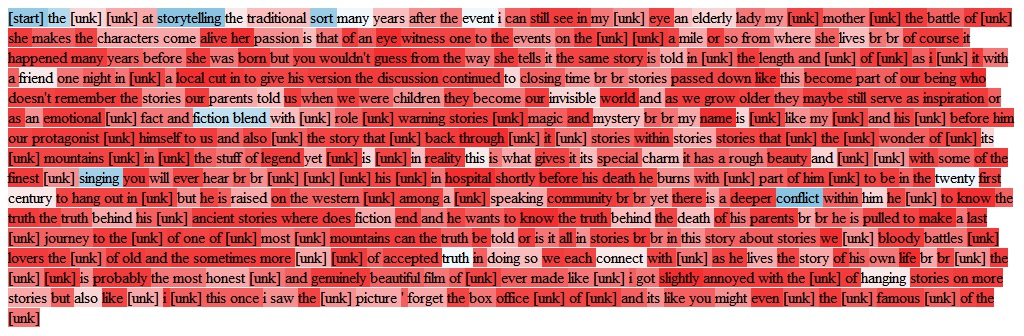 [start] the [unk] [unk] at storytelling the traditional sort many years after the event i can still see in my [unk] eye an elderly lady my [unk] mother [unk] the battle of [unk]
she makes the characters come alive her passion is that of an eye witness one to the events on the [unk] [unk] a mile or so from where she lives br br of course it
happened many years before she was born but you wouldn't guess from the way she tells it the same story is told in [unk] the length and [unk] of [unk] as i [unk] it with
a friend one night in [unk] a local cut in to give his version the discussion continued to closing time br br stories passed down like this become part of our being who
doesn't remember the stories our parents told us when we were children they become our invisible world and as we grow older they maybe still serve as inspiration or
as an emotional [unk] fact and fiction blend with [unk] role [unk] warning stories [unk] magic and mystery br br my name is [unk] like my [unk] and his [unk] before him
our protagonist [unk] himself to us and also [unk] the story that [unk] back through [unk] it [unk] stories within stories stories that [unk] the [unk] wonder of [unk] its
[unk] mountains [unk] in [unk] the stuff of legend yet [unk] is [unk] in reality this is what gives it its special charm it has a rough beauty and [unk] [unk] with some of the
finest [unk] singing you will ever hear br br [unk] [unk] [unk] his [unk] in hospital shortly before his death he burns with [unk] part of him [unk] to be in the twenty first
century to hang out in [unk] but he is raised on the western [unk] among a [unk] speaking community br br yet there is a deeper conflict within him he [unk] to know the
truth the truth behind his [unk] ancient stories where does fiction end and he wants to know the truth behind the death of his parents br br he is pulled to make a last
[unk] journey to the [unk] of one of [unk] most [unk] mountains can the truth be told or is it all in stories br br in this story about stories we [unk] bloody battles [unk]
lovers the [unk] of old and the sometimes more [unk] [unk] of accepted truth in doing so we each connect with [unk] as he lives the story of his own life br br [unk] the
[unk] [unk] is probably the most honest [unk] and genuinely beautiful film of [unk] ever made like [unk] i got slightly annoyed with the [unk] of hanging stories on more
stories but also like [unk] i [unk] this once i saw the [unk] picture ' forget the box office [unk] of [unk] and its like you might even [unk] the [unk] famous [unk] of the
[unk]